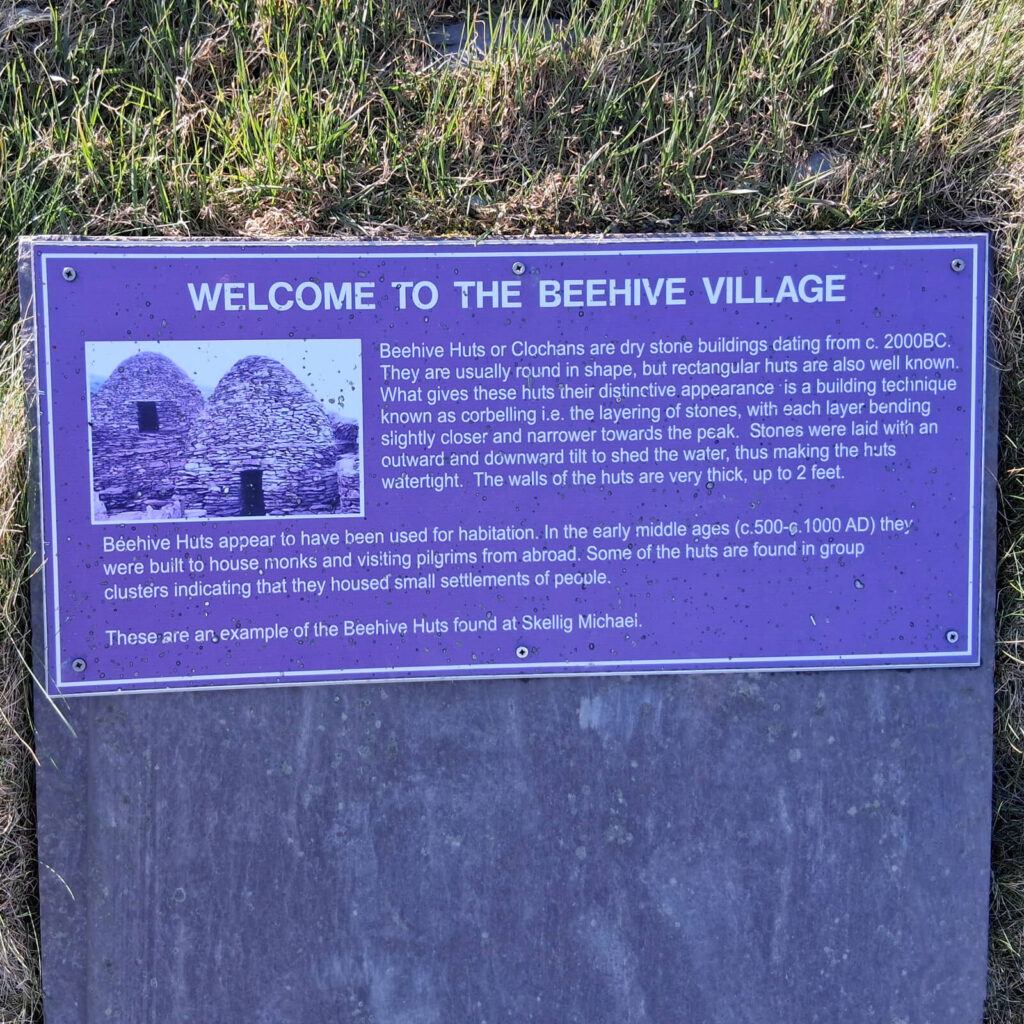 WELCOME TO THE BEEHIVE VILLAGE
Beehive Huts or Clochans are dry stone buildings dating from c. 2000BC.
They are usually round in shape, but rectangular huts are also well known.
What gives these huts their distinctive appearance is a building technique
known as corbelling i.e. the layering of stones, with each layer bending
slightly closer and narrower towards the peak. Stones were laid with an
outward and downward tilt to shed the water, thus making the huts
watertight. The walls of the huts are very thick, up to 2 feet.
Beehive Huts appear to have been used for habitation. In the early middle ages (c.500-c.1000 AD) they
were built to house monks and visiting pilgrims from abroad. Some of the huts are found in group
clusters indicating that they housed small settlements of people.
These are an example of the Beehive Huts found at Skellig Michael.